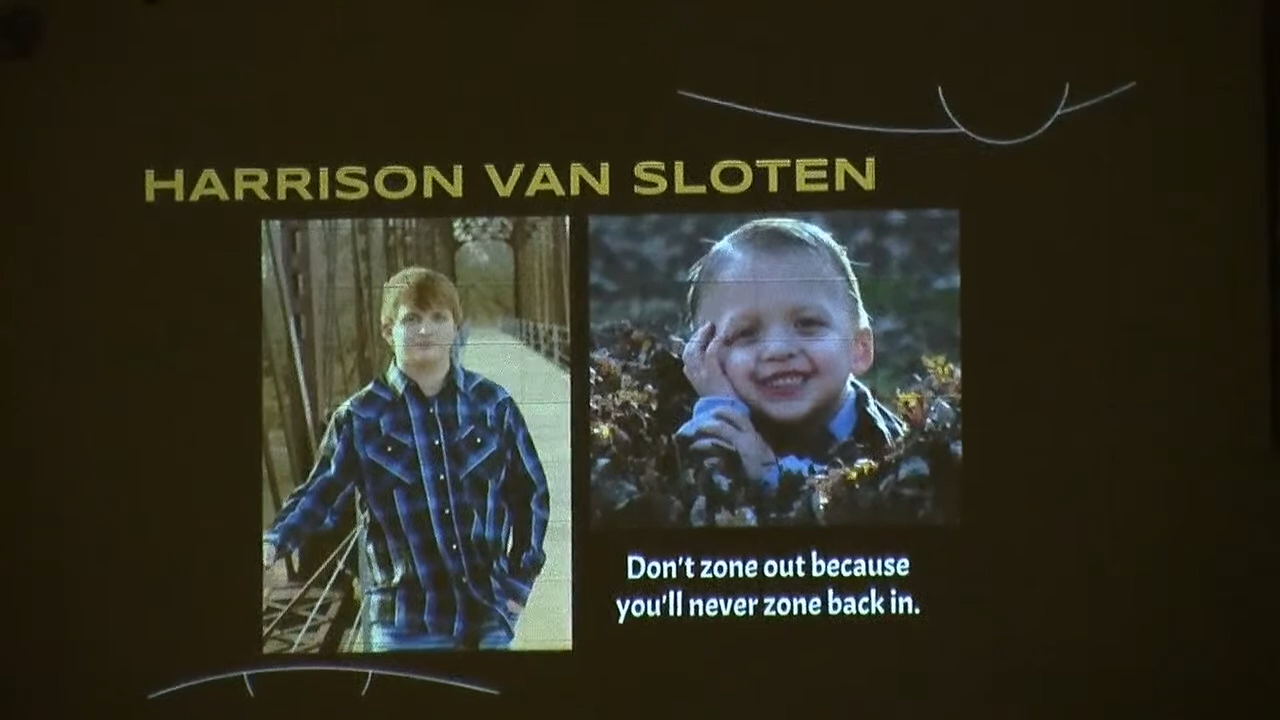 HARRISON VAN SLOTEN
Don't zone out because
you'll never zone back in.